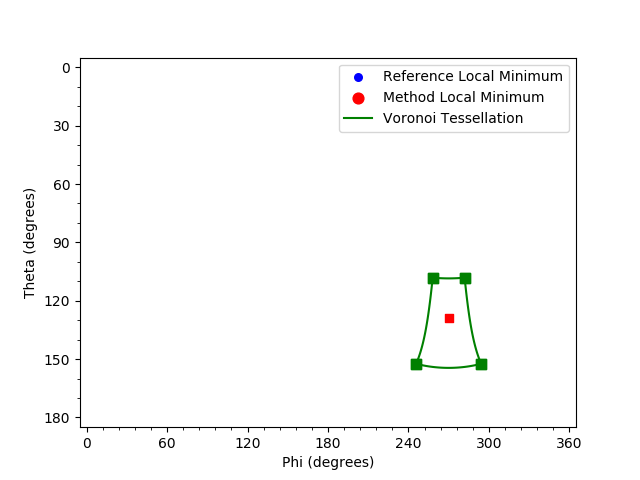 Reference Local Minimum
Method Local Minimum
Voronoi Tessellation
Theta (degrees)
0
30
60
90
120
150
180
0 60 120 180 240 300 360
Phi (degrees)